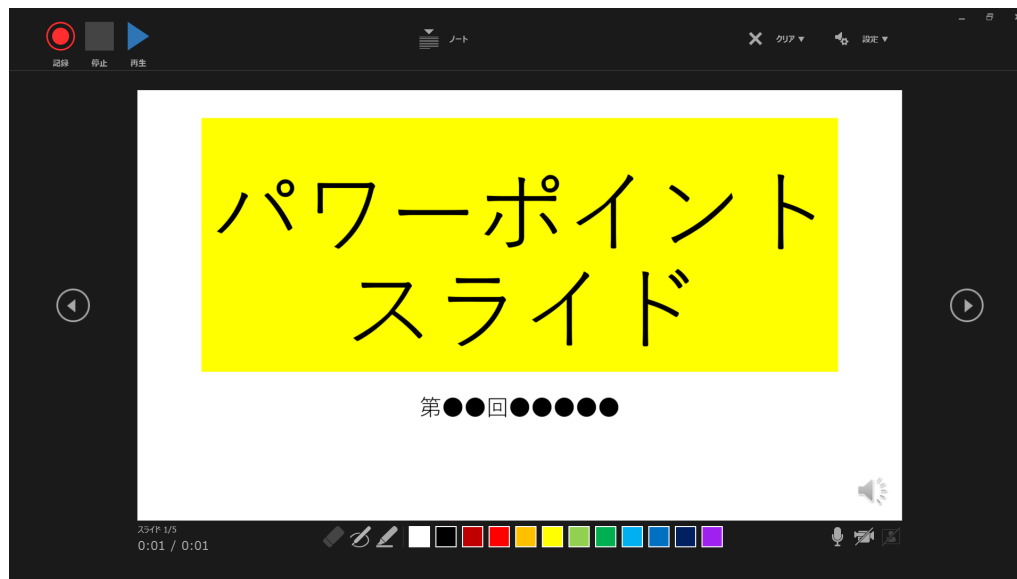 ノート
クリア
設定
記録
停止
再生
パワーポイント
スライド
第●●回●●●●●
スライド 1/5
0:01 / 0:01